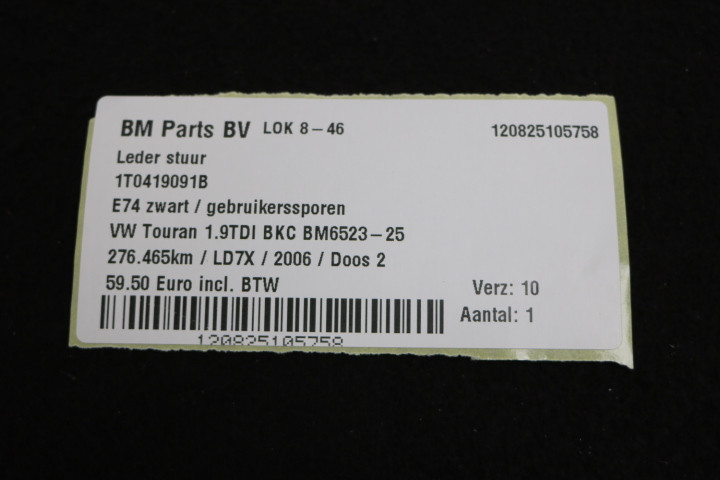 BM Parts BV LOK 8-46 120825105758
Leder stuur
1T0419091B
E74 zwart / gebruikerssporen
VW Touran 1.9TDI BKC BM6523-25
276.465km / LD7X / 2006 / Doos 2
59.50 Euro incl. BTW Verz: 10
Aantal: 1
120825105758